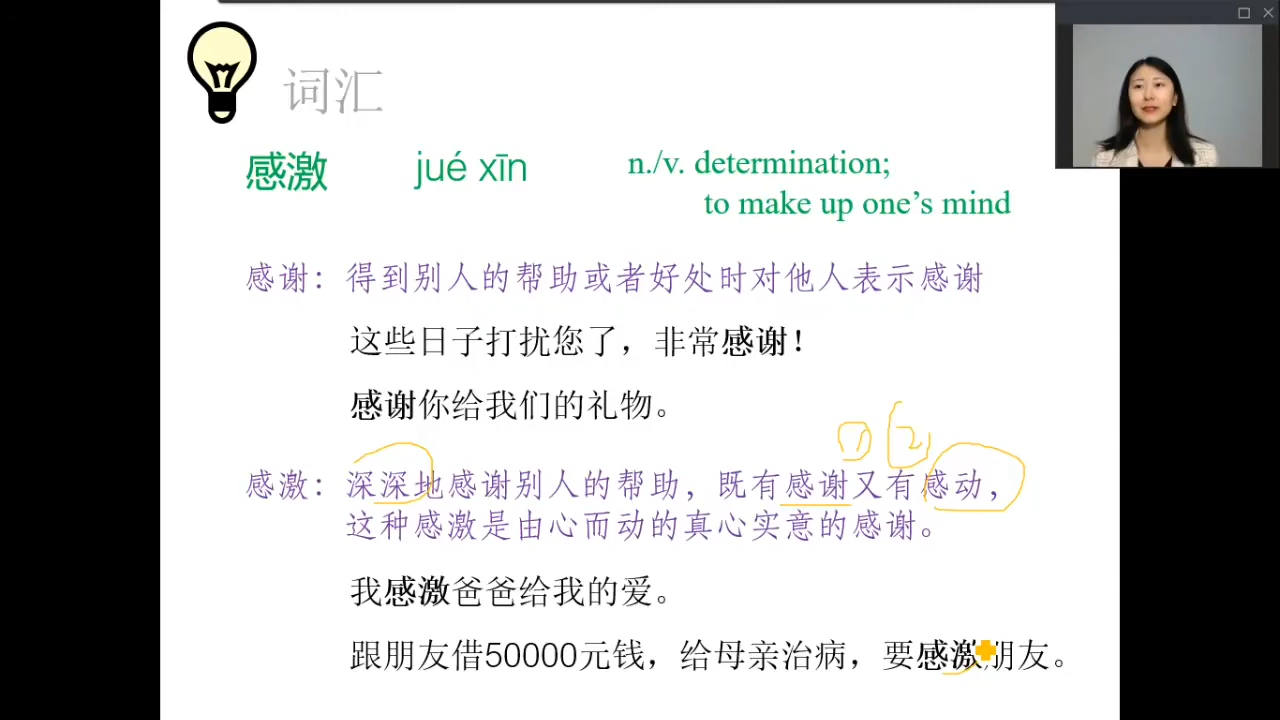 词汇
感激 jué xīn n./v. determination;
to make up one's mind
感谢：得到别人的帮助或者好处时对他人表示感谢
这些日子打扰您了，非常感谢！
感谢你给我们的礼物。
1 2
感激：深深地感谢别人的帮助，既有感谢又有感动，
这种感激是由心而动的真心实意的感谢。
我感激爸爸给我的爱。
跟朋友借50000元钱，给母亲治病，要感激朋友。